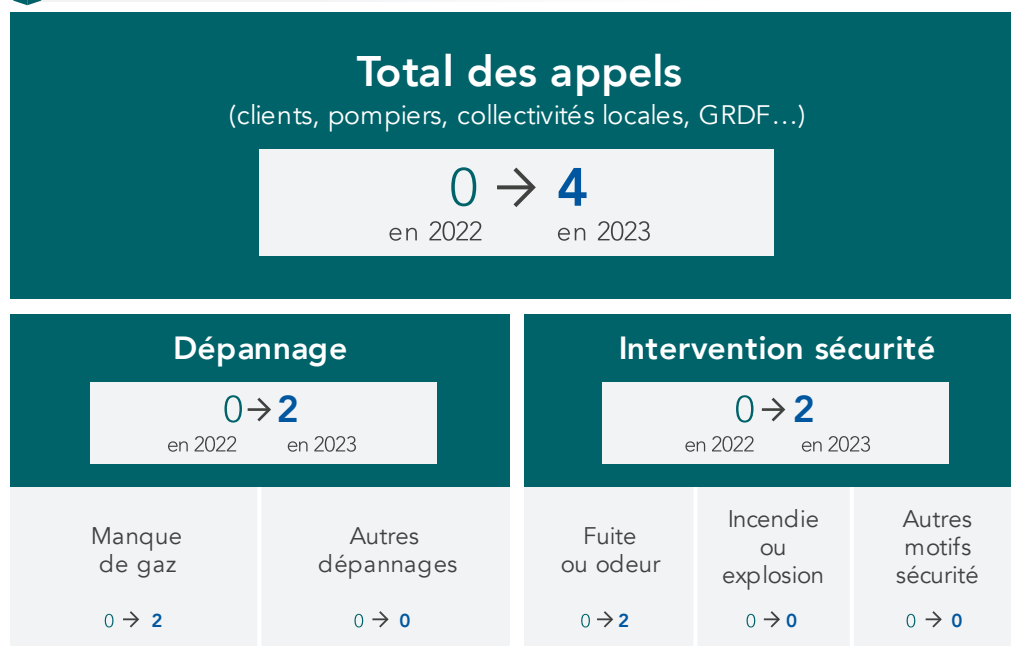 Total des appels
(clients, pompiers, collectivités locales, GRDF…)
0 → 4
en 2022 en 2023
Dépannage
0 → 2
en 2022 en 2023
Manque
de gaz
0 → 2
Autres
dépannages
0 → 0
Intervention sécurité
0 → 2
en 2022 en 2023
Fuite
ou odeur
0 → 2
Incendie
ou
explosion
0 → 0
Autres
motifs
sécurité
0 → 0